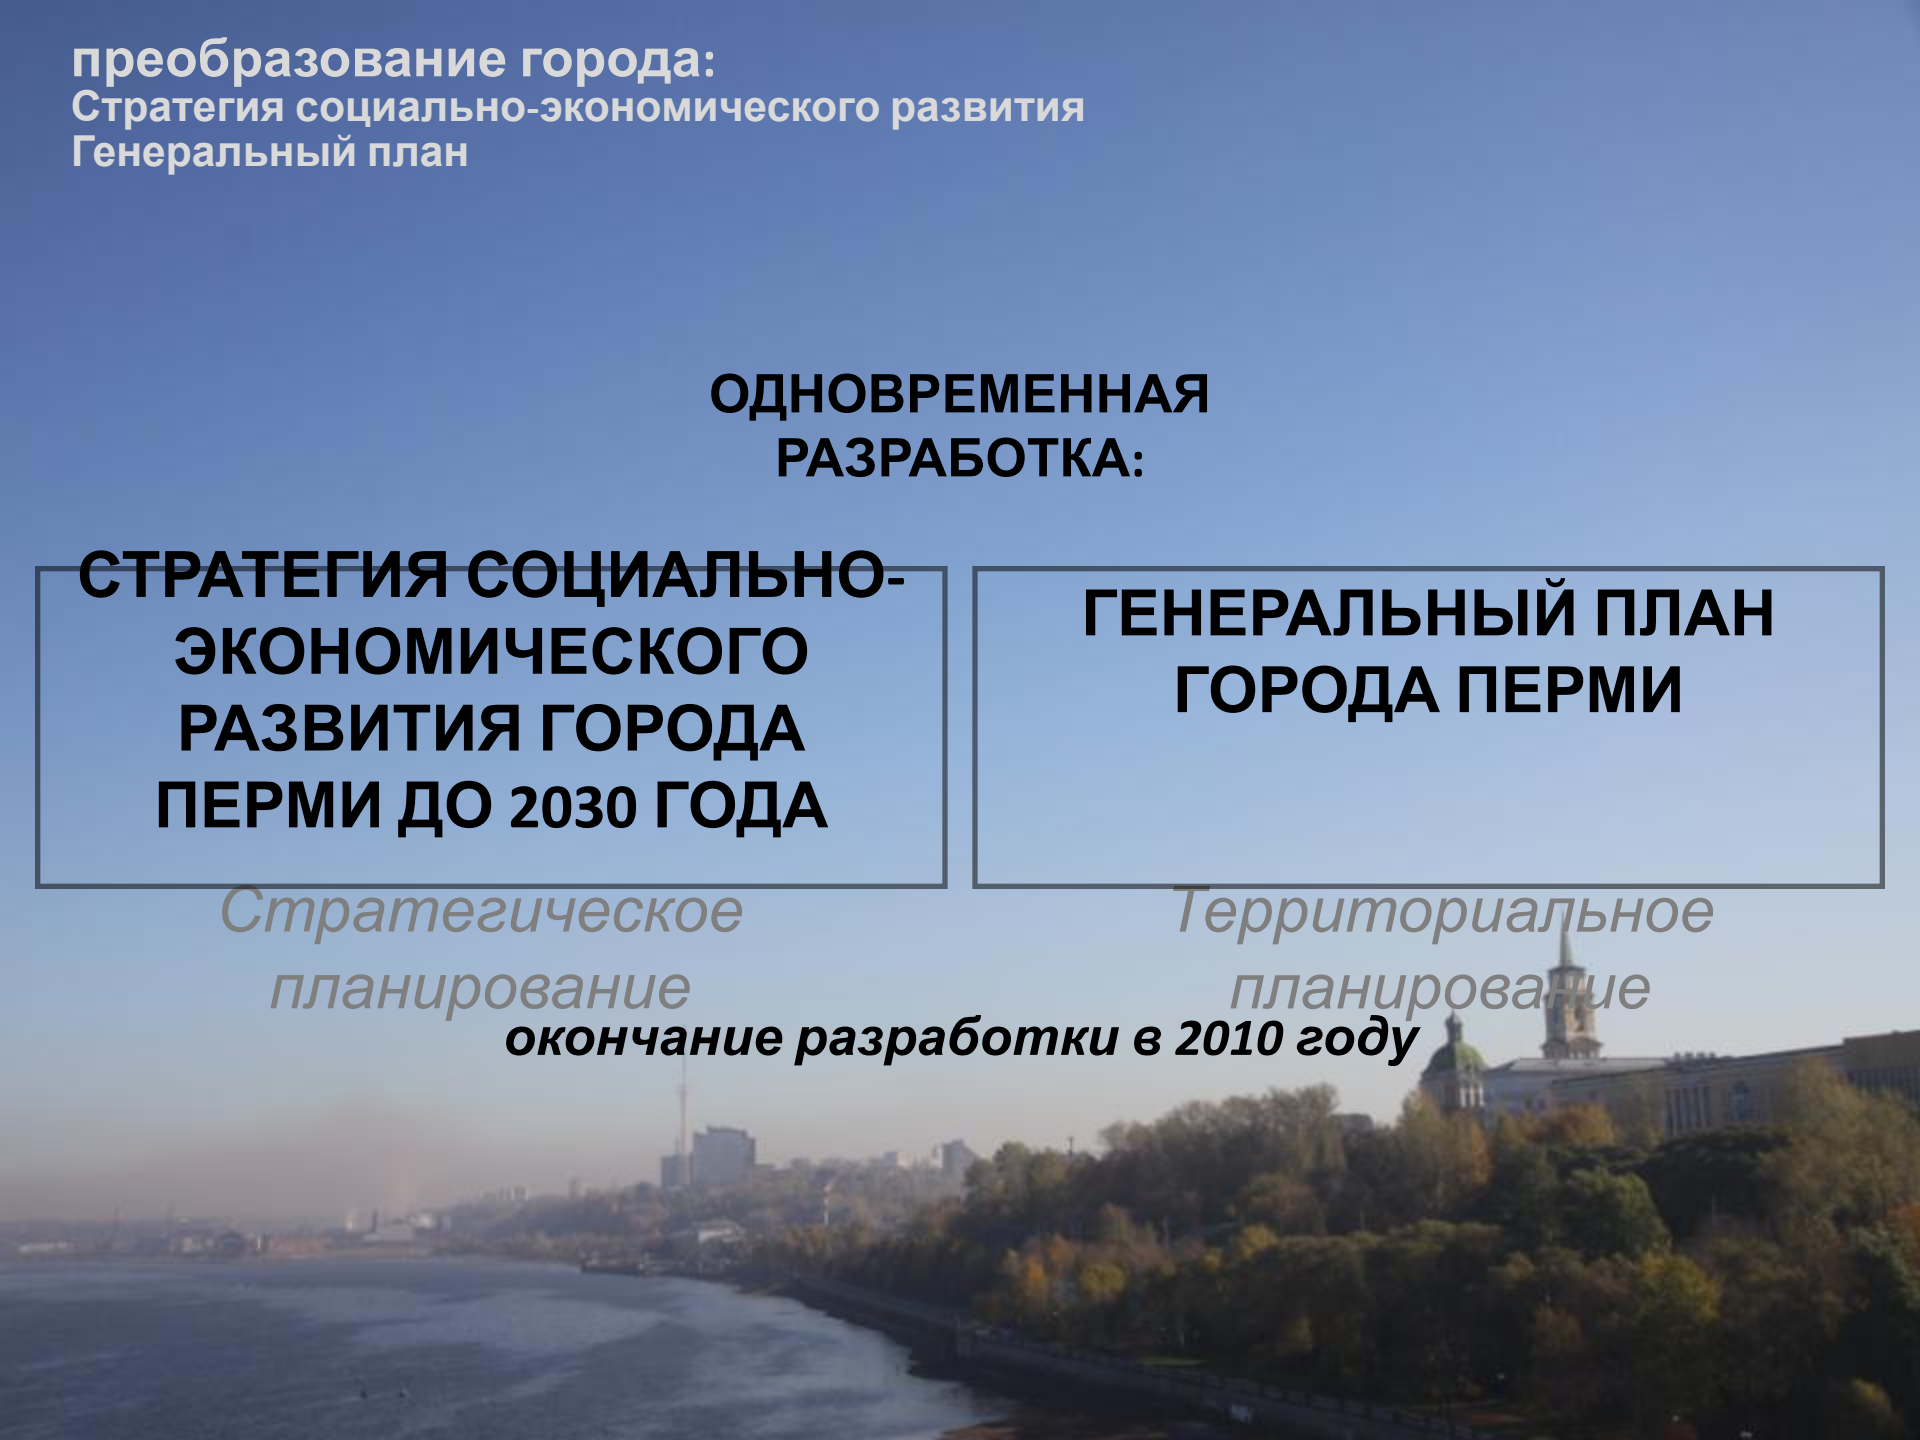 преобразование города:
Стратегия социально-экономического развития
Генеральный план
ОДНОВРЕМЕННАЯ
РАЗРАБОТКА:
СТРАТЕГИЯ СОЦИАЛЬНО-
ЭКОНОМИЧЕСКОГО
РАЗВИТИЯ ГОРОДА
ПЕРМИ ДО 2030 ГОДА
ГЕНЕРАЛЬНЫЙ ПЛАН
ГОРОДА ПЕРМИ
Стратегическое
планирование
Территориальное
планирование
окончание разработки в 2010 году